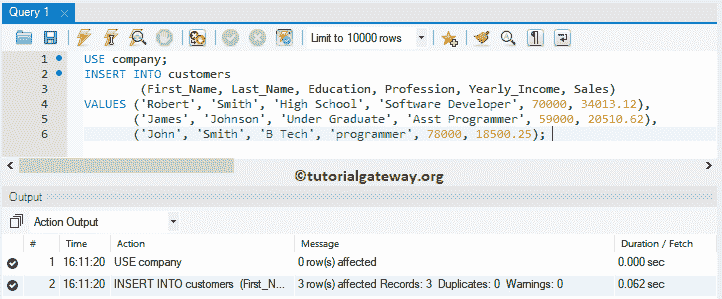 Query 1
Limit to 10000 rows
1 USE company;
2 INSERT INTO customers
3 (First_Name, Last_Name, Education, Profession, Yearly_Income, Sales)
4 VALUES ('Robert', 'Smith', 'High School', 'Software Developer', 70000, 34013.12),
5 ('James', 'Johnson', 'Under Graduate', 'Asst Programmer', 59000, 20510.62),
6 ('John', 'Smith', 'B Tech', 'programmer', 78000, 18500.25);
©tutorialgateway.org
Output
Action Output
# Time Action Message Duration / Fetch
1 16:11:20 USE company 0 row(s) affected 0.000 sec
2 16:11:20 INSERT INTO customers (First_N... 3 row(s) affected Records: 3 Duplicates: 0 Warnings: 0 0.062 sec